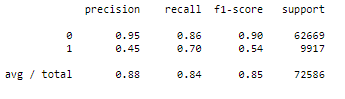 precision recall f1-score support
0 0.95 0.86 0.90 62669
1 0.45 0.70 0.54 9917
avg / total 0.88 0.84 0.85 72586